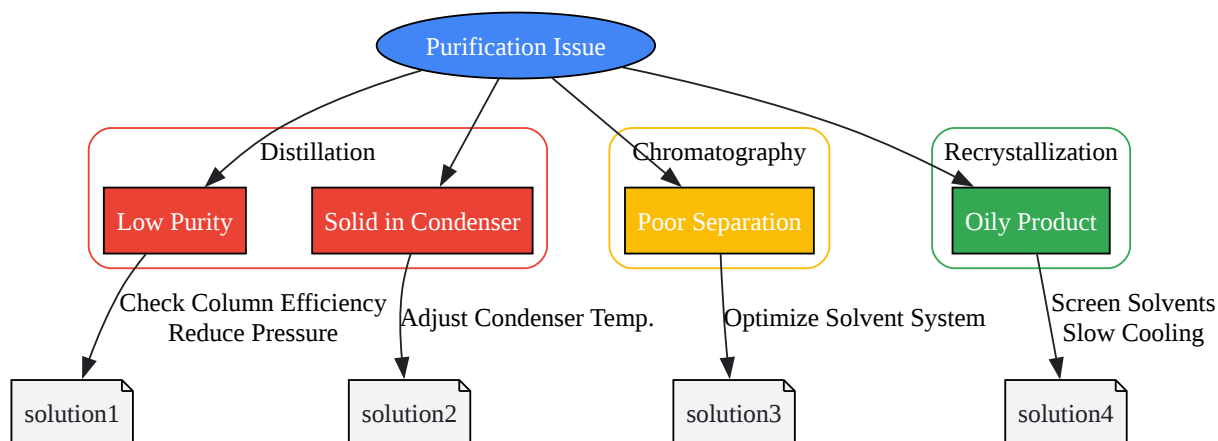 Purification Issue
Distillation
Chromatography
Recrystallization
Low Purity
Solid in Condenser
Poor Separation
Oily Product
Check Column Efficiency
Reduce Pressure
Adjust Condenser Temp.
Optimize Solvent System
Screen Solvents
Slow Cooling
solution1
solution2
solution3
solution4